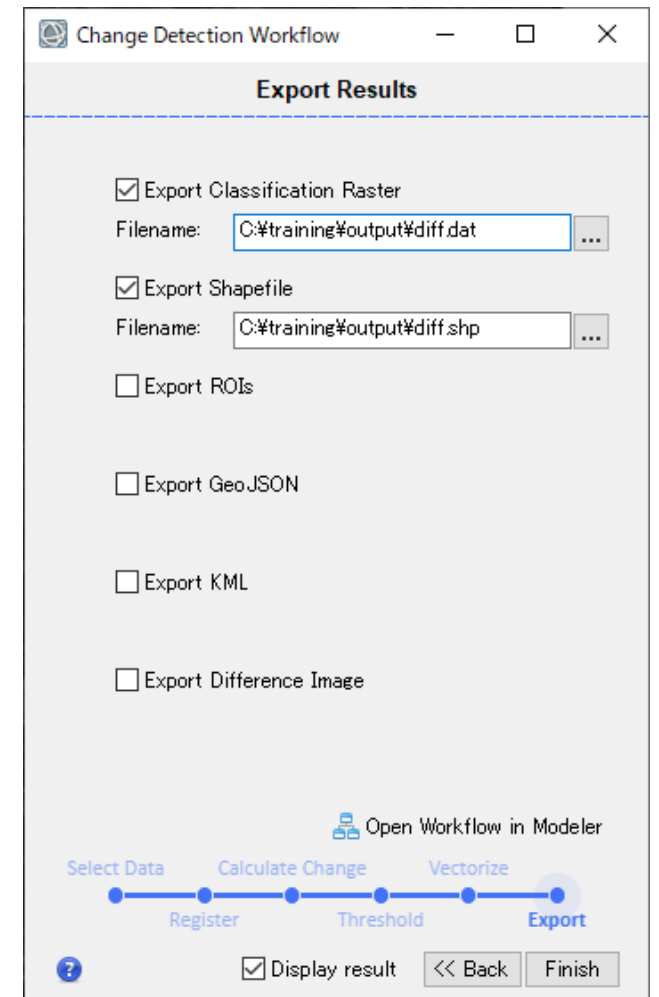 Change Detection Workflow
Export Results
Export Classification Raster
Filename: C:¥training¥output¥diff.dat ...
Export Shapefile
Filename: C:¥training¥output¥diff.shp ...
Export ROIs
Export GeoJSON
Export KML
Export Difference Image
Open Workflow in Modeler
Select Data Calculate Change Vectorize
Register Threshold Export
? Display result << Back Finish